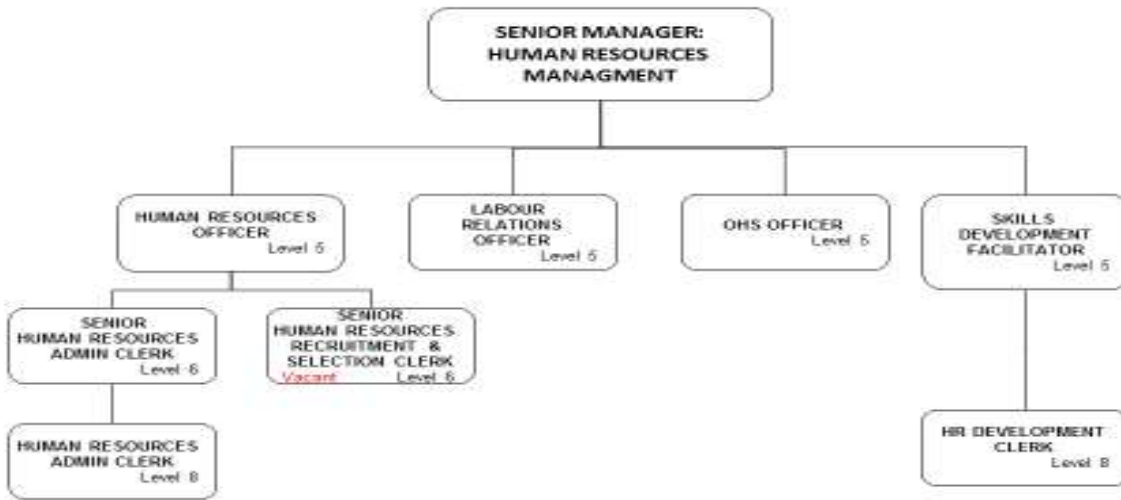 SENIOR MANAGER:
HUMAN RESOURCES
MANAGMENT
HUMAN RESOURCES
OFFICER
Level 5
LABOUR
RELATIONS
OFFICER
Level 5
OHS OFFICER
Level 5
SKILLS
DEVELOPMENT
FACILITATOR
Level 5
SENIOR
HUMAN RESOURCES
ADMIN CLERK
Level 6
SENIOR
HUMAN RESOURCES
RECRUITMENT &
SELECTION CLERK
Vacant Level 6
HUMAN RESOURCES
ADMIN CLERK
Level 8
HR DEVELOPMENT
CLERK
Level 8